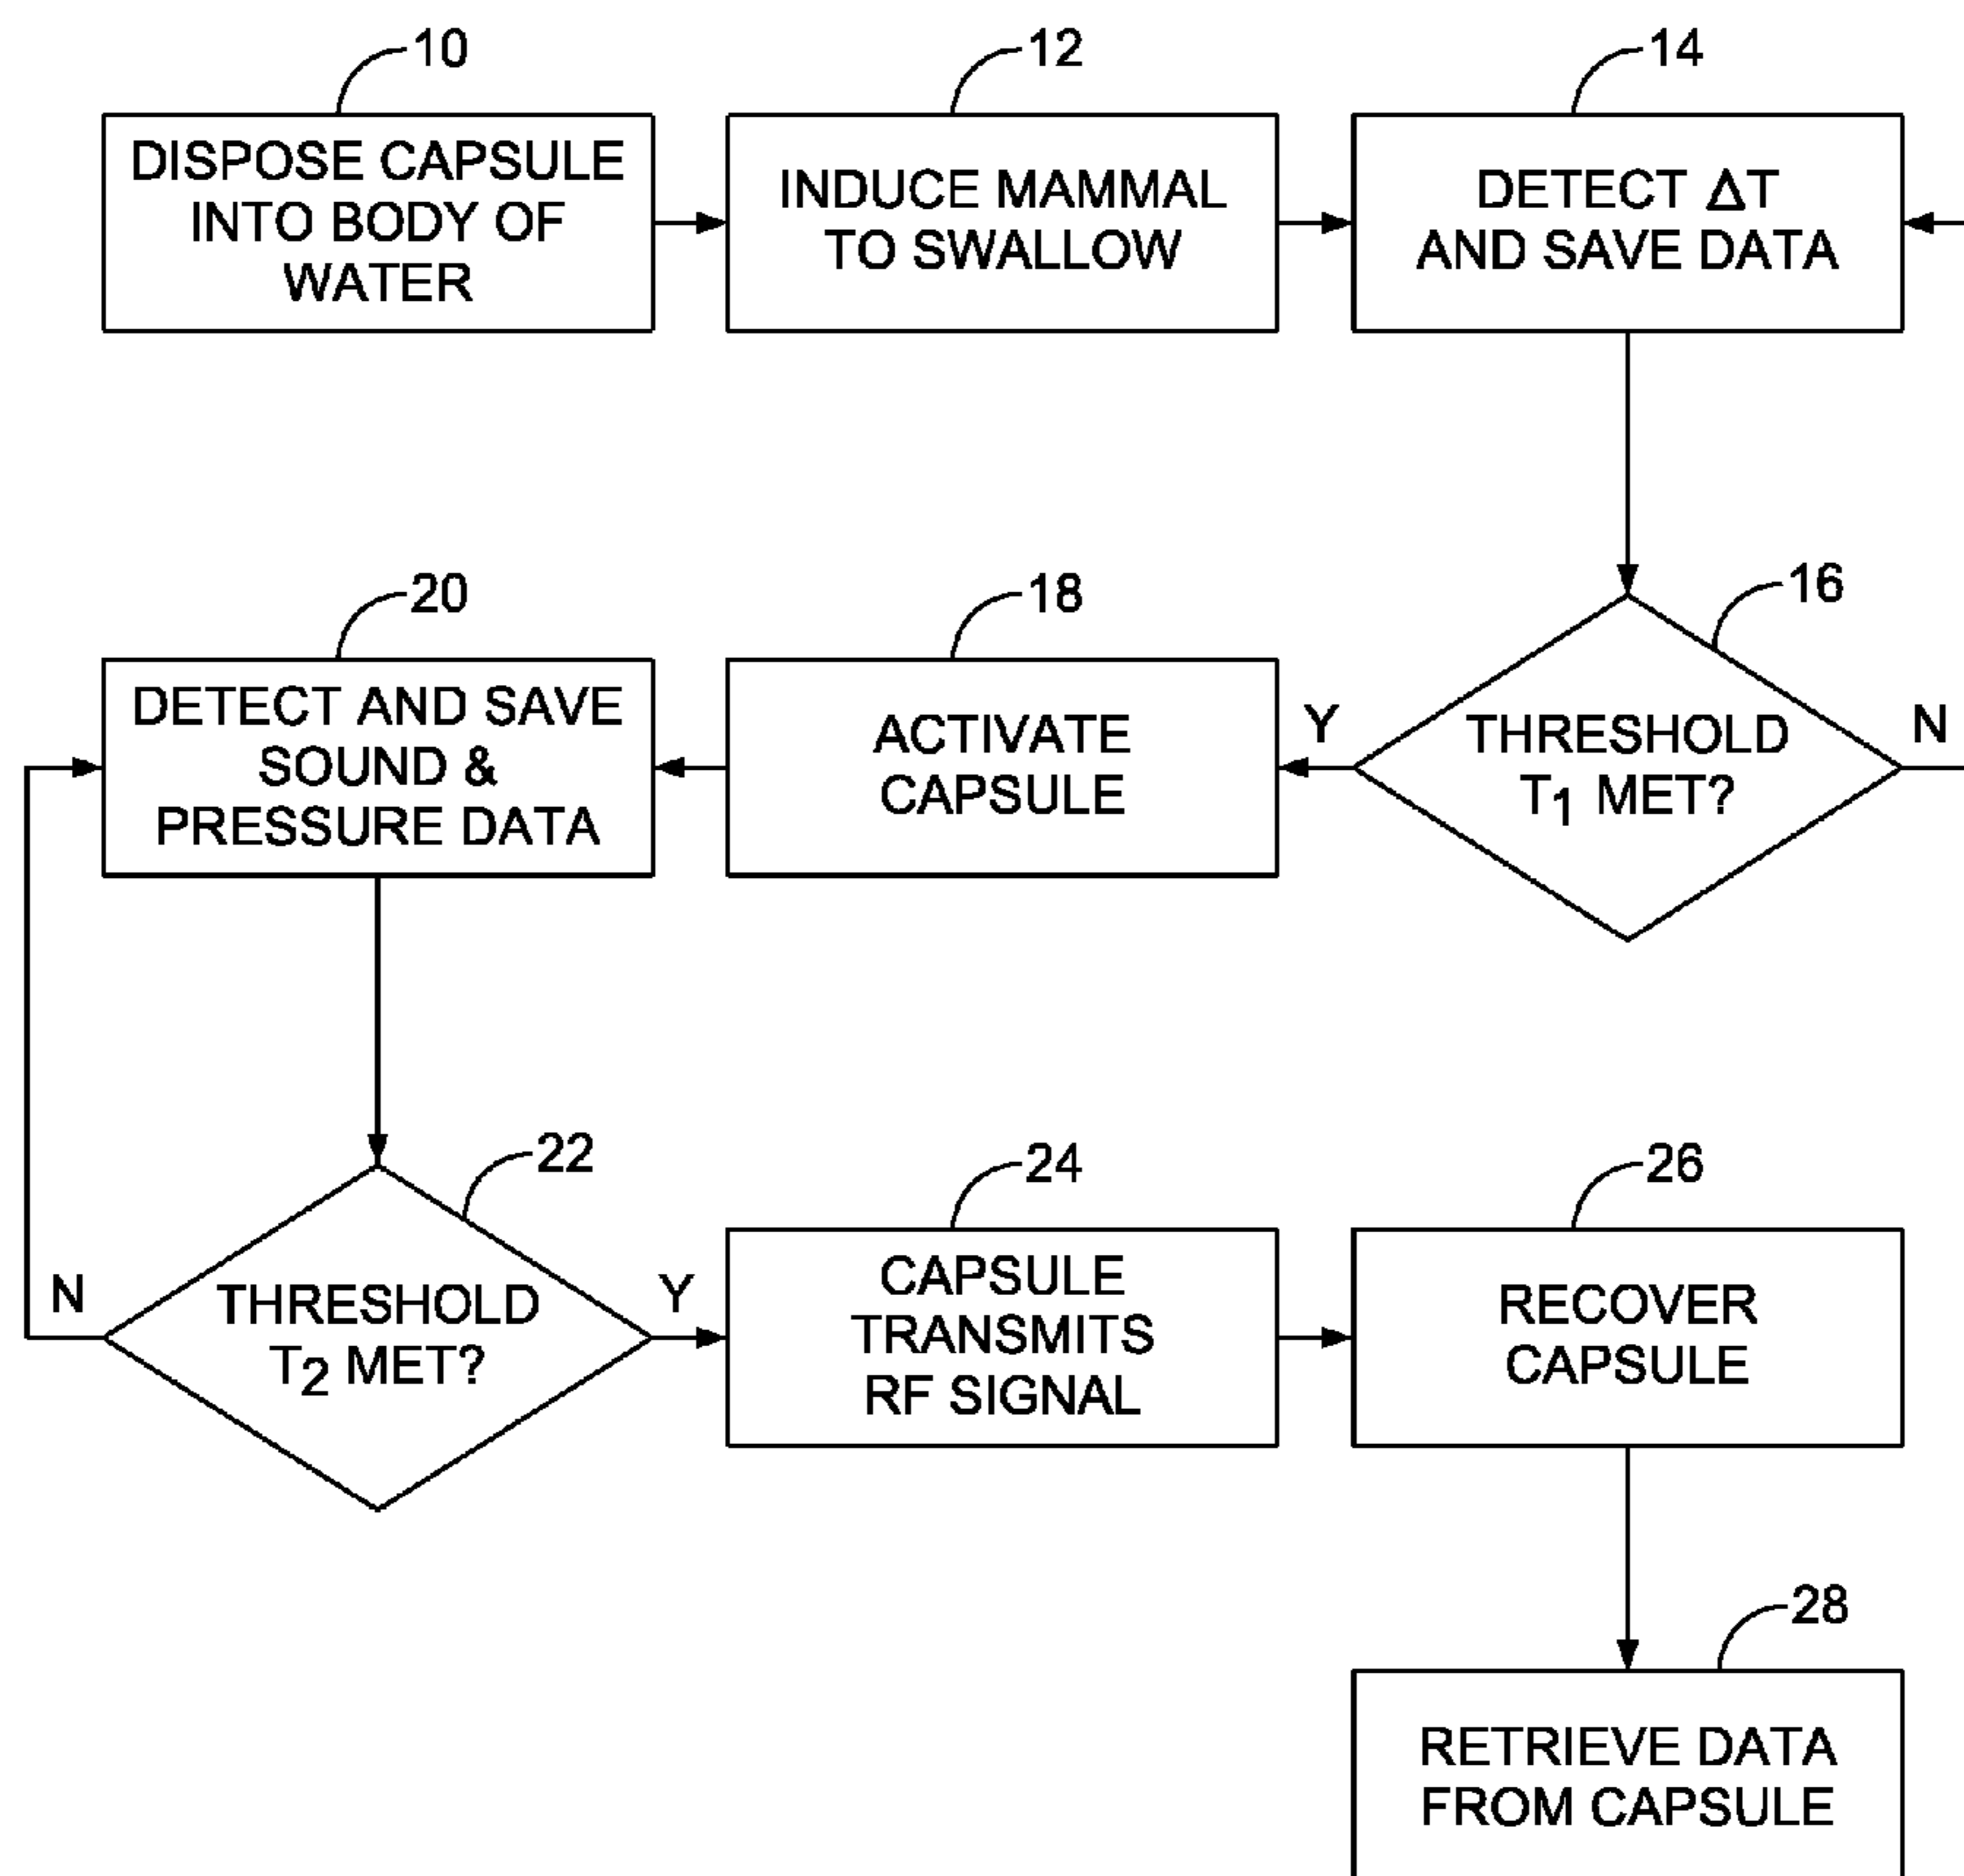 10
DISPOSE CAPSULE
INTO BODY OF
WATER
12
INDUCE MAMMAL
TO SWALLOW
14
DETECT ΔT
AND SAVE DATA
16
THRESHOLD
T1 MET?
Y
N
18
ACTIVATE
CAPSULE
20
DETECT AND SAVE
SOUND &
PRESSURE DATA
22
THRESHOLD
T2 MET?
N
Y
24
CAPSULE
TRANSMITS
RF SIGNAL
26
RECOVER
CAPSULE
28
RETRIEVE DATA
FROM CAPSULE